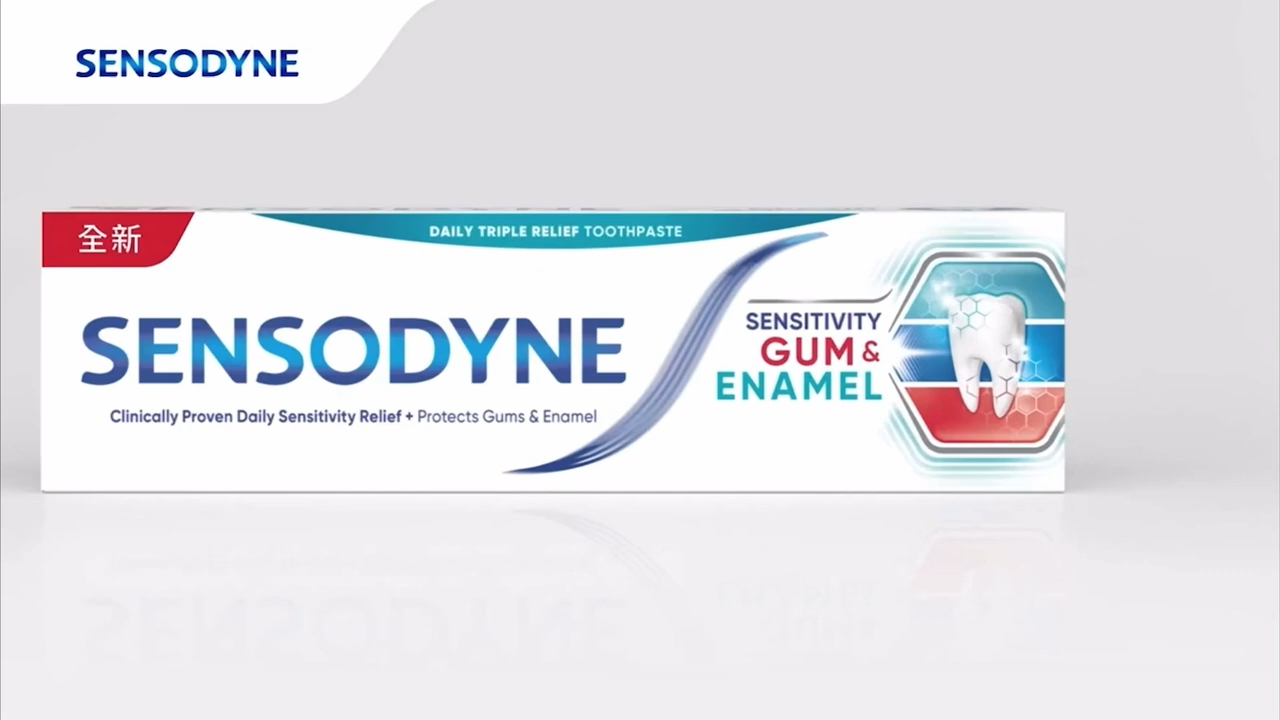 SENSODYNE
全新
DAILY TRIPLE RELIEF TOOTHPASTE
SENSODYNE
Clinically Proven Daily Sensitivity Relief + Protects Gums & Enamel
SENSITIVITY
GUM &
ENAMEL